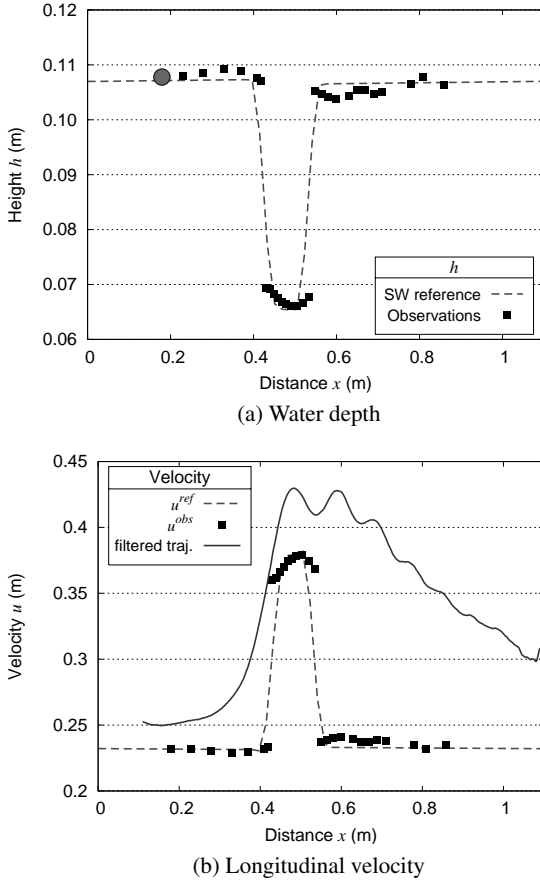 0.12
0.11
0.10
0.09
0.08
0.07
0.06
Height h (m)
h
SW reference
Observations
0 0.2 0.4 0.6 0.8 1
Distance x (m)
(a) Water depth
0.45
0.4
0.35
0.3
0.25
0.2
Velocity u (m)
Velocity
u^ref
u^obs
filtered traj.
0 0.2 0.4 0.6 0.8 1
Distance x (m)
(b) Longitudinal velocity